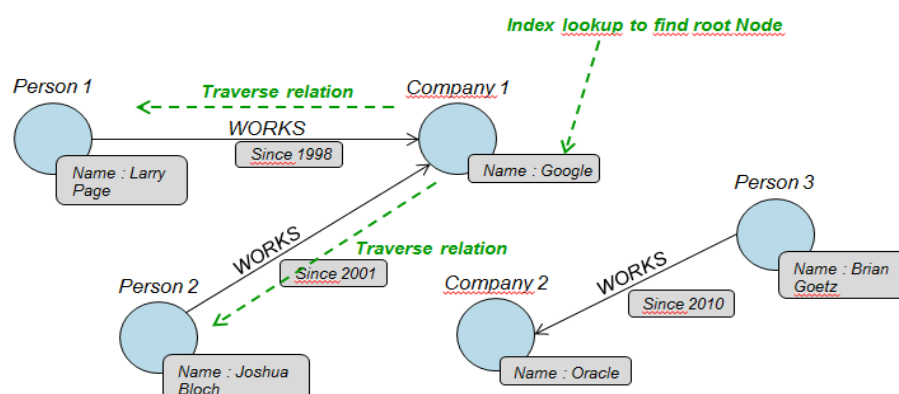 Index lookup to find root Node
Person 1
Traverse relation
Company 1
WORKS
Since 1998
Name : Larry
Page
Name : Google
Person 3
WORKS
Traverse relation
Since 2001
Person 2
Company 2
WORKS
Since 2010
Name : Brian
Goetz
Name : Joshua
Bloch
Name : Oracle